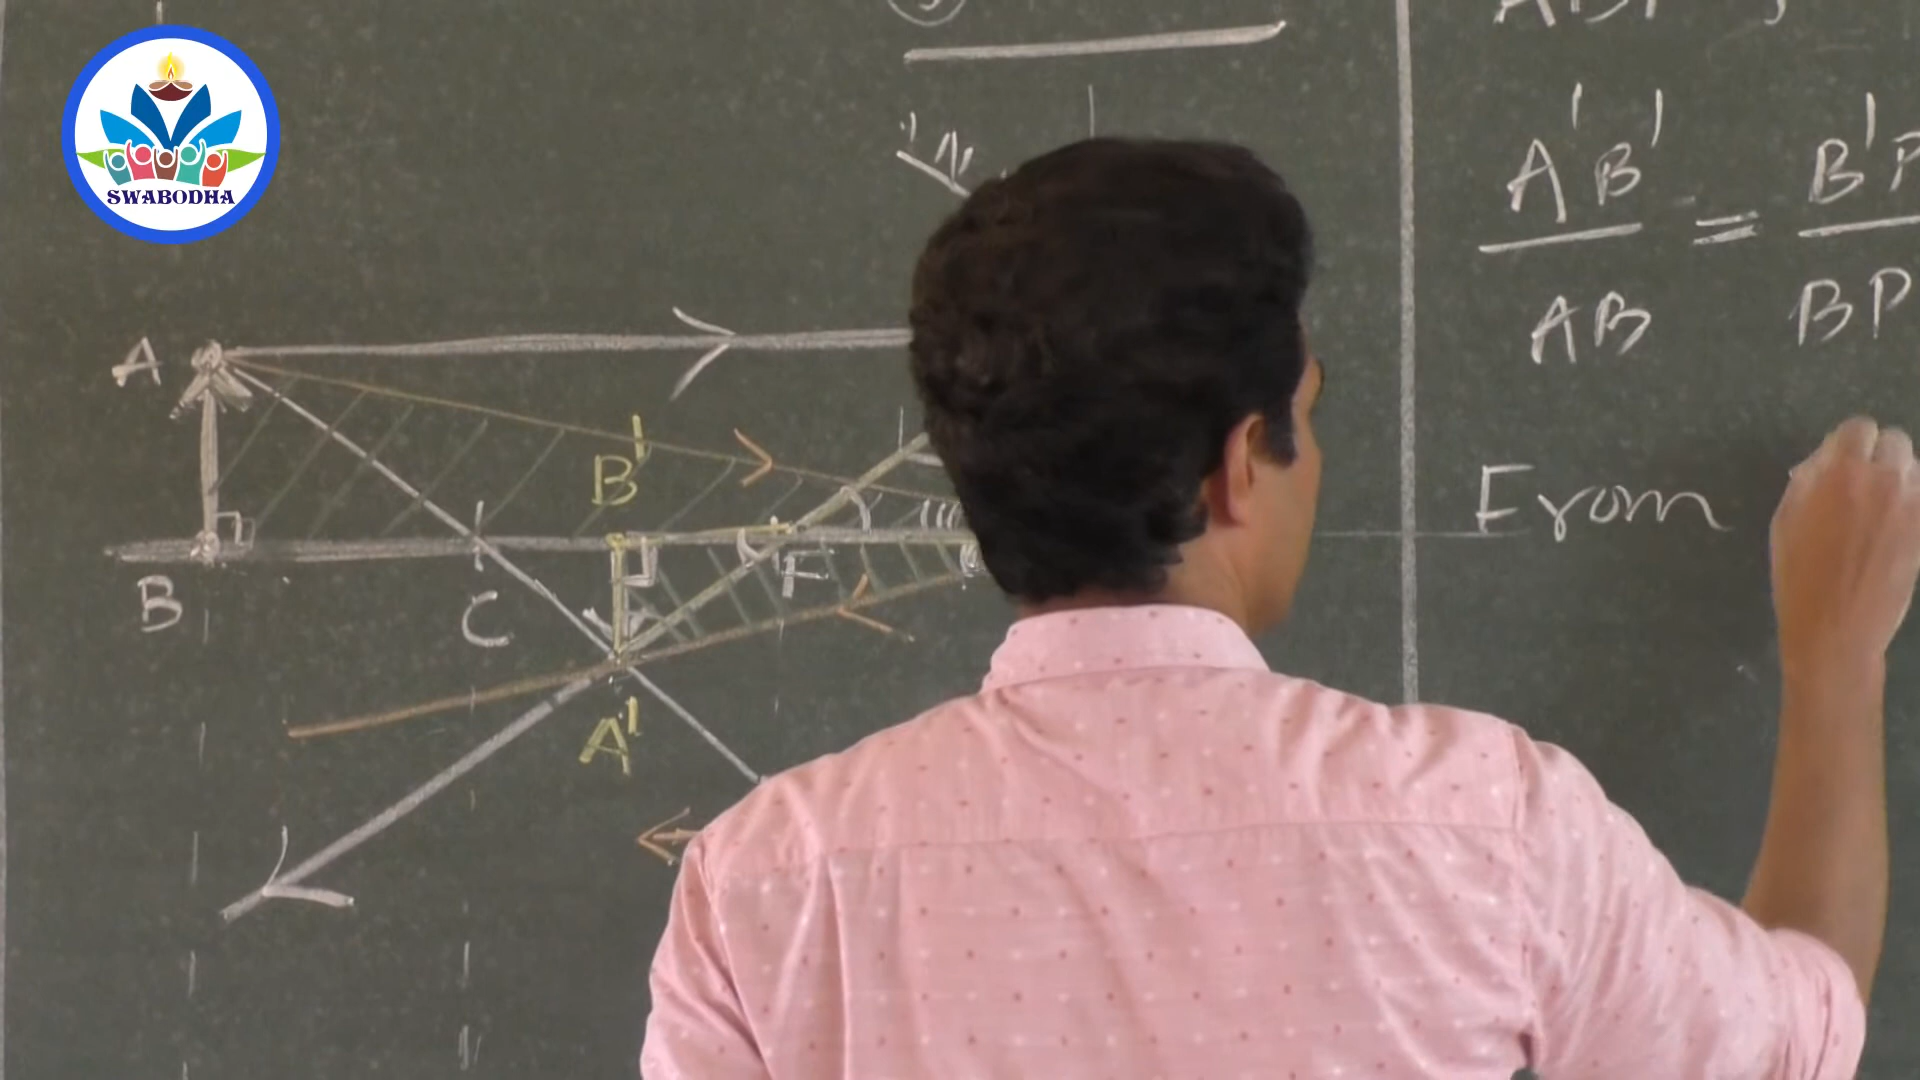 SWABODHA
A'B' = B'P
AB BP
From
A
B'
B
C
F
A'